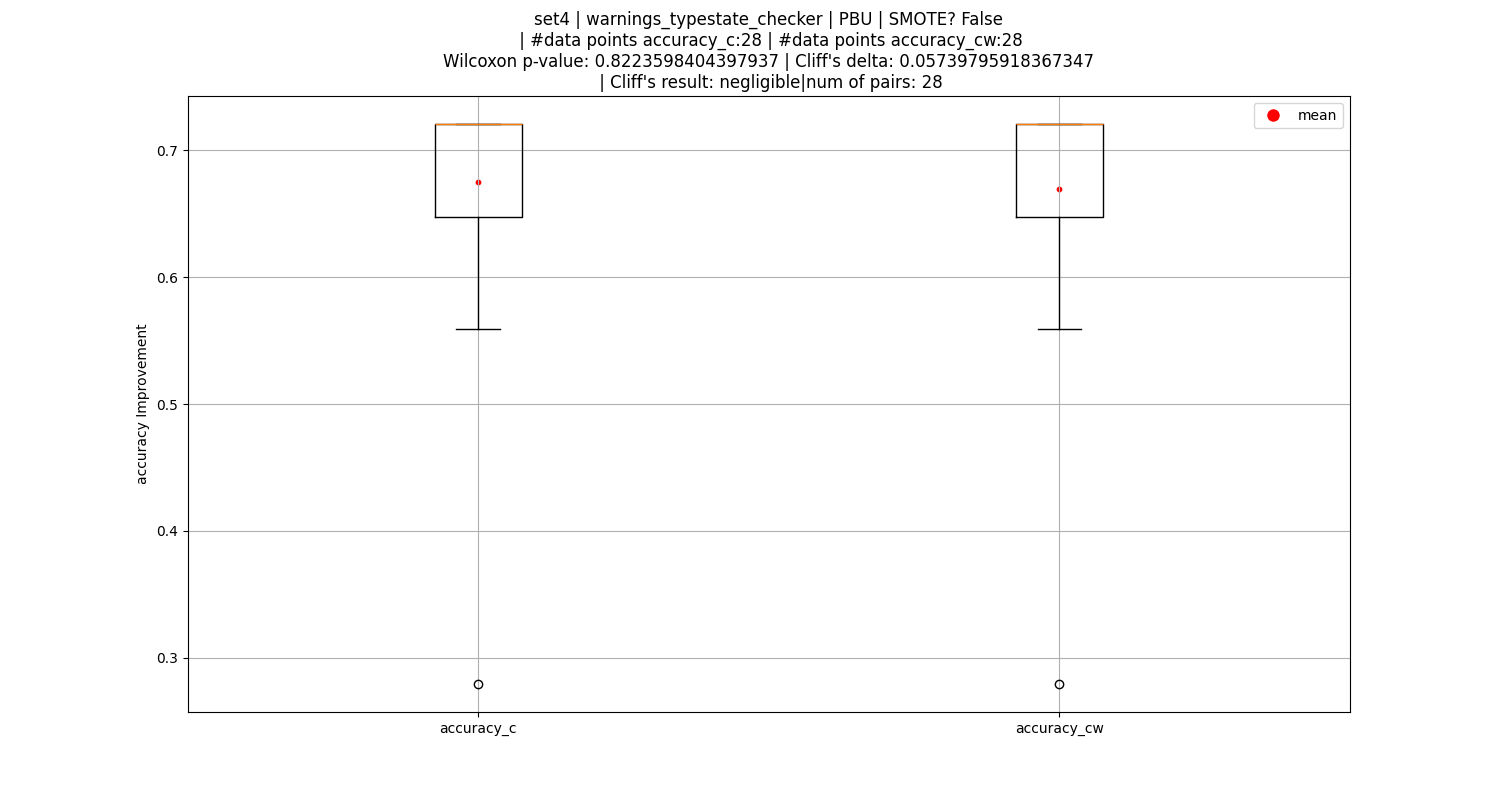 set4 | warnings_typestate_checker | PBU | SMOTE? False
| #data points accuracy_c:28 | #data points accuracy_cw:28
Wilcoxon p-value: 0.8223598404397937 | Cliff's delta: 0.05739795918367347
| Cliff's result: negligible|num of pairs: 28
mean
0.7
0.6
0.5
0.4
0.3
accuracy Improvement
accuracy_c
accuracy_cw